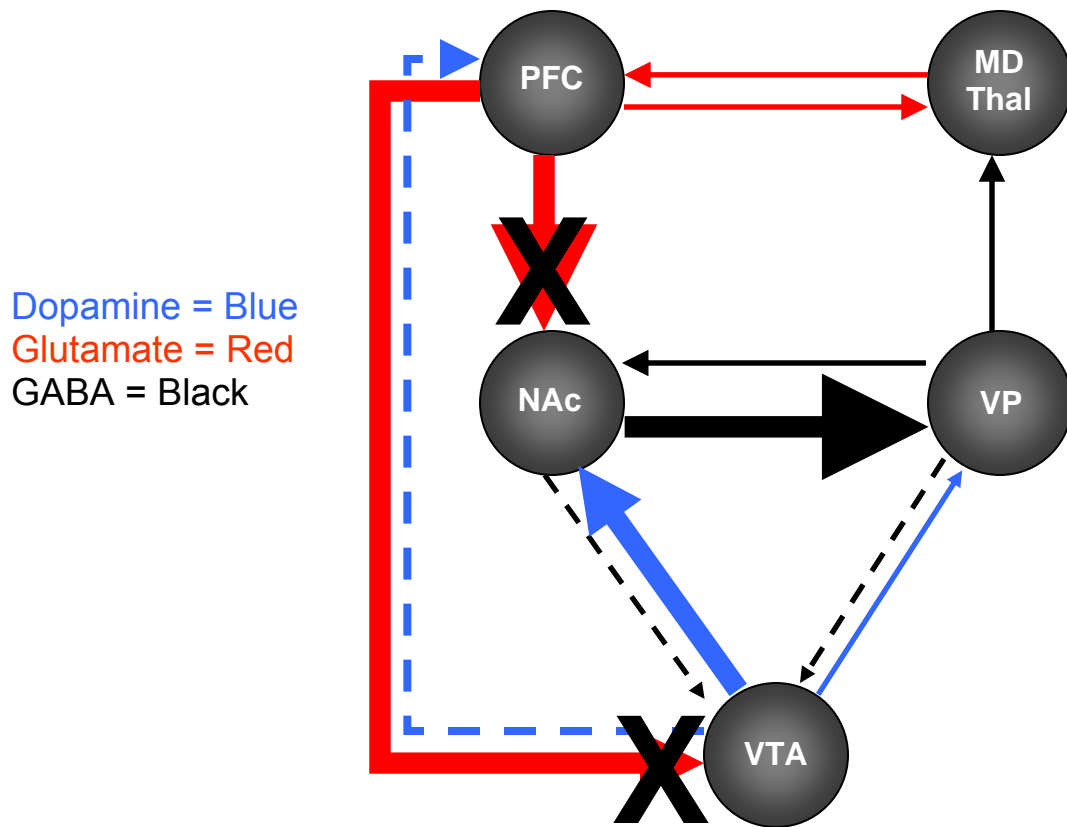 PFC
MD
Thal
X
Dopamine = Blue
Glutamate = Red
GABA = Black
NAc
VP
X
VTA